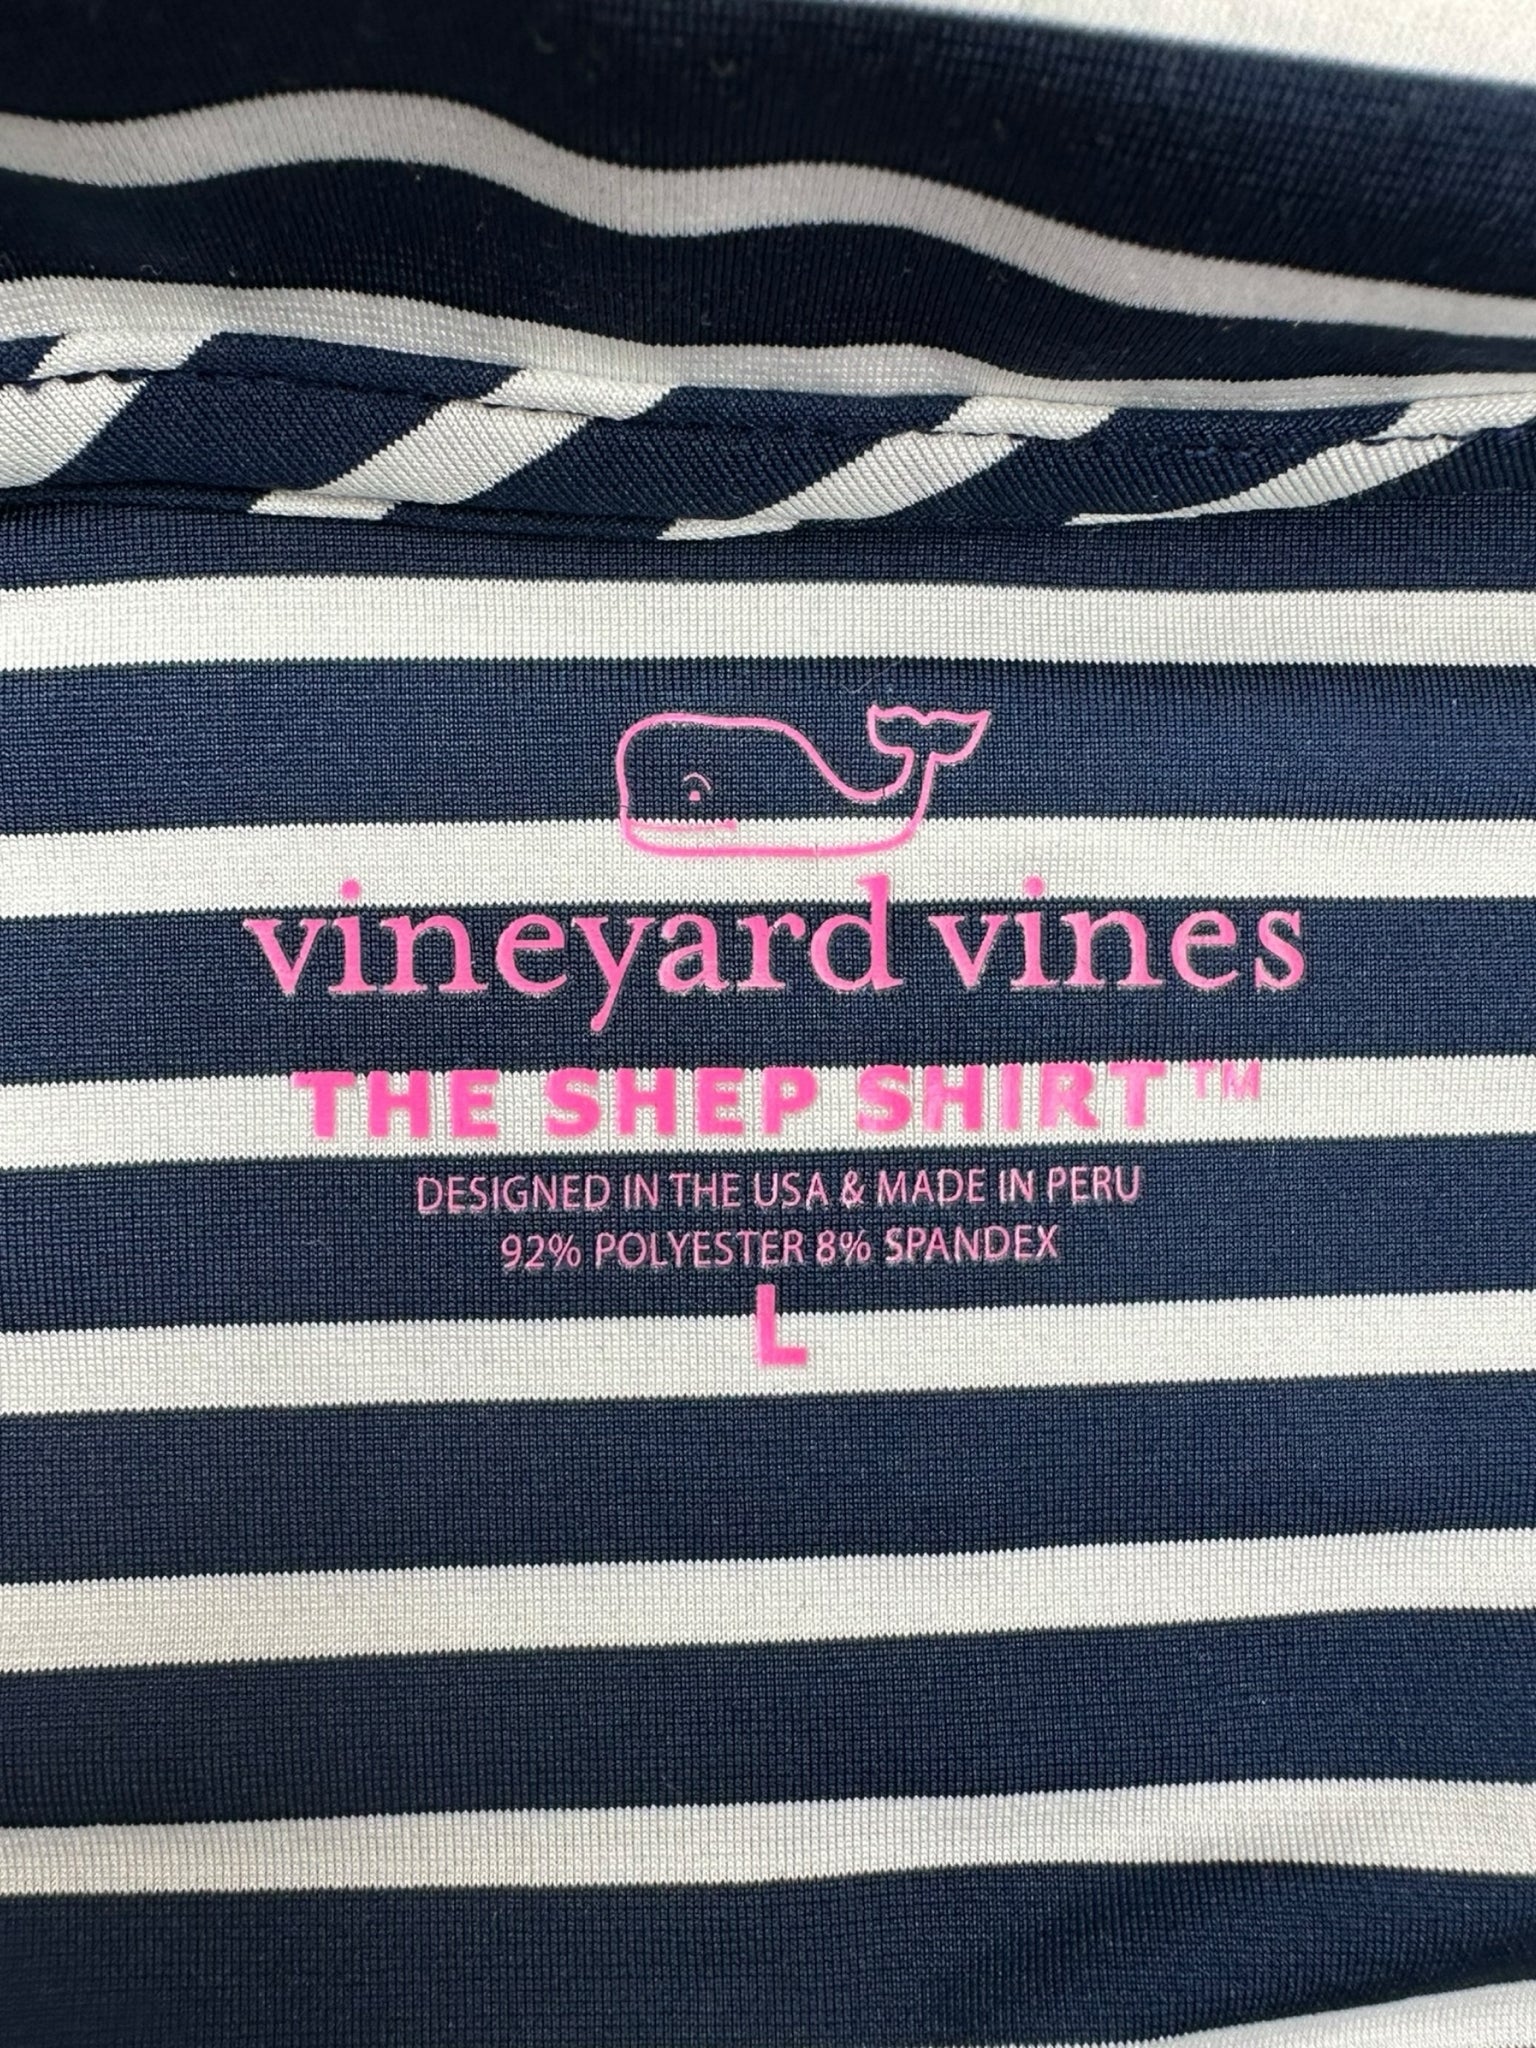 vineyard vines
THE SHEP SHIRT™
DESIGNED IN THE USA & MADE IN PERU
92% POLYESTER 8% SPANDEX
L